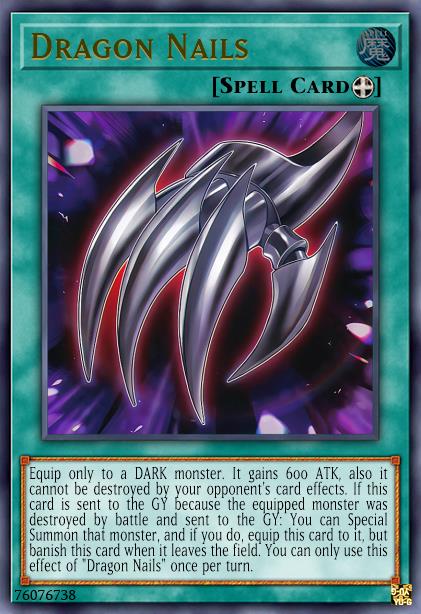 Dragon Nails
魔
[Spell Card]
Equip only to a DARK monster. It gains 600 ATK, also it
cannot be destroyed by your opponent's card effects. If this
card is sent to the GY because the equipped monster was
destroyed by battle and sent to the GY: You can Special
Summon that monster, and if you do, equip this card to it, but
banish this card when it leaves the field. You can only use this
effect of "Dragon Nails" once per turn.
76076738